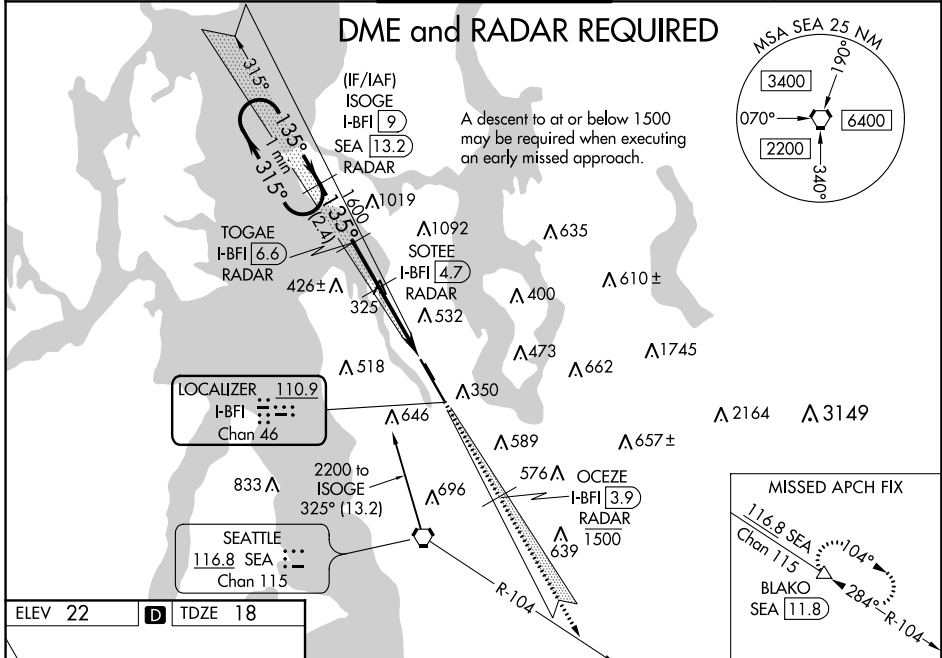 DME and RADAR REQUIRED
MSA SEA 25 NM
190°
3400
070°
6400
2200
340°
315°
(IF/IAF)
ISOGE
I-BFI 9
SEA 13.2
RADAR
A descent to at or below 1500
may be required when executing
an early missed approach.
135°
1 min
315°
135°
1600
(2.4)
1019
TOGAE
I-BFI 6.6
RADAR
1092
635
SOTEE
I-BFI 4.7
RADAR
426±
325
400
610±
532
518
473
662
1745
LOCALIZER 110.9
I-BFI
Chan 46
350
646
2164
3149
589
657±
2200 to
ISOGE
325° (13.2)
833
696
576
OCEZE
I-BFI 3.9
RADAR
1500
639
SEATTLE
116.8 SEA
Chan 115
R-104
MISSED APCH FIX
116.8 SEA
Chan 115
104°
BLAKO
SEA 11.8
284°
R-104
ELEV 22 D TDZE 18